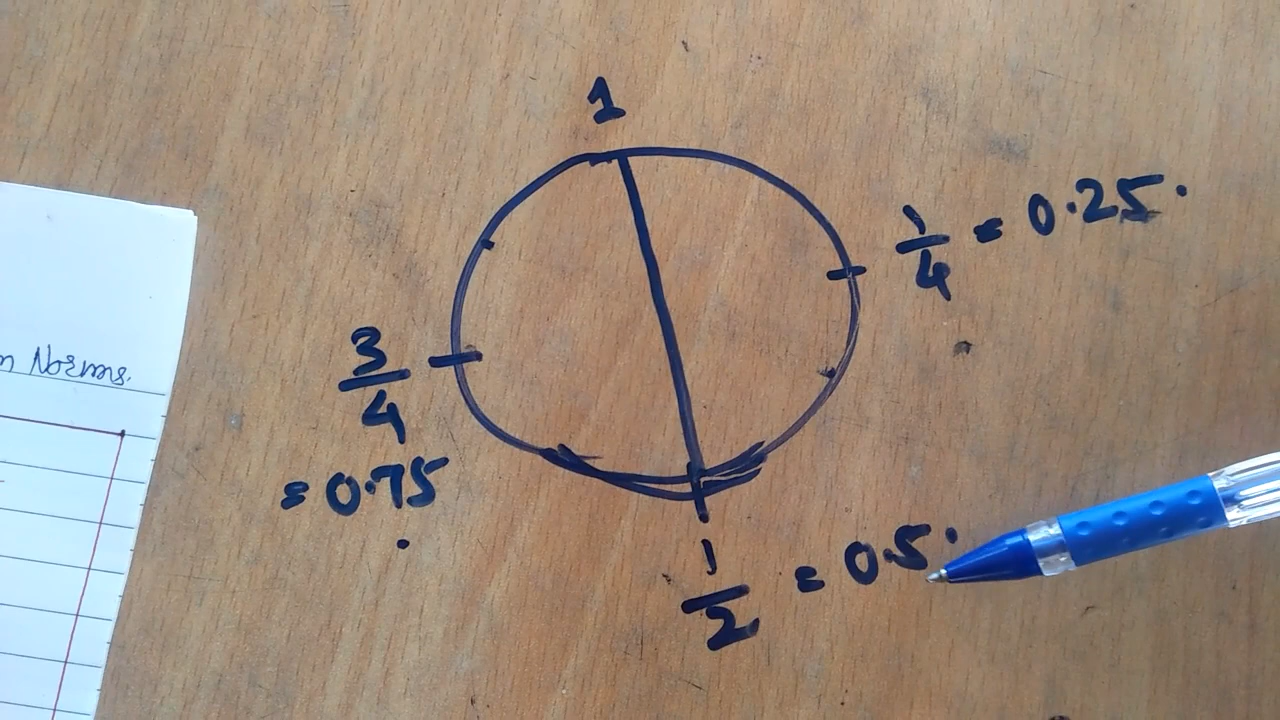 1
1/4 = 0.25.
3/4
= 0.75
1/2 = 0.5.
Norms.